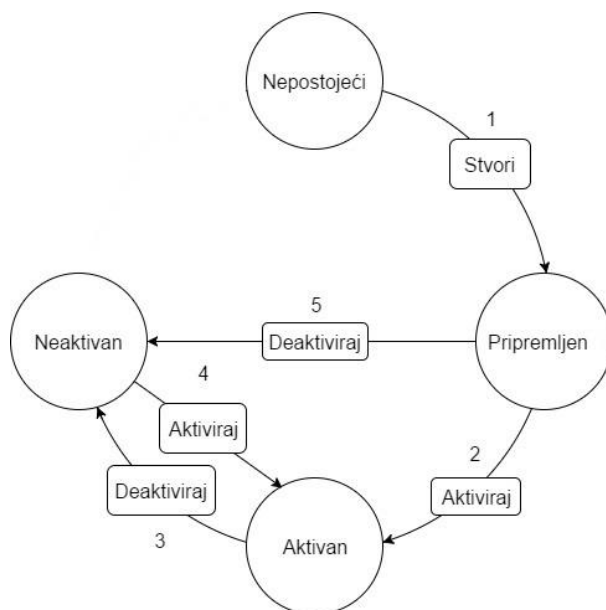 Nepostojeći
1
Stvori
5
Neaktivan
Deaktiviraj
Pripremljen
4
Aktiviraj
2
Deaktiviraj
Aktiviraj
3
Aktivan